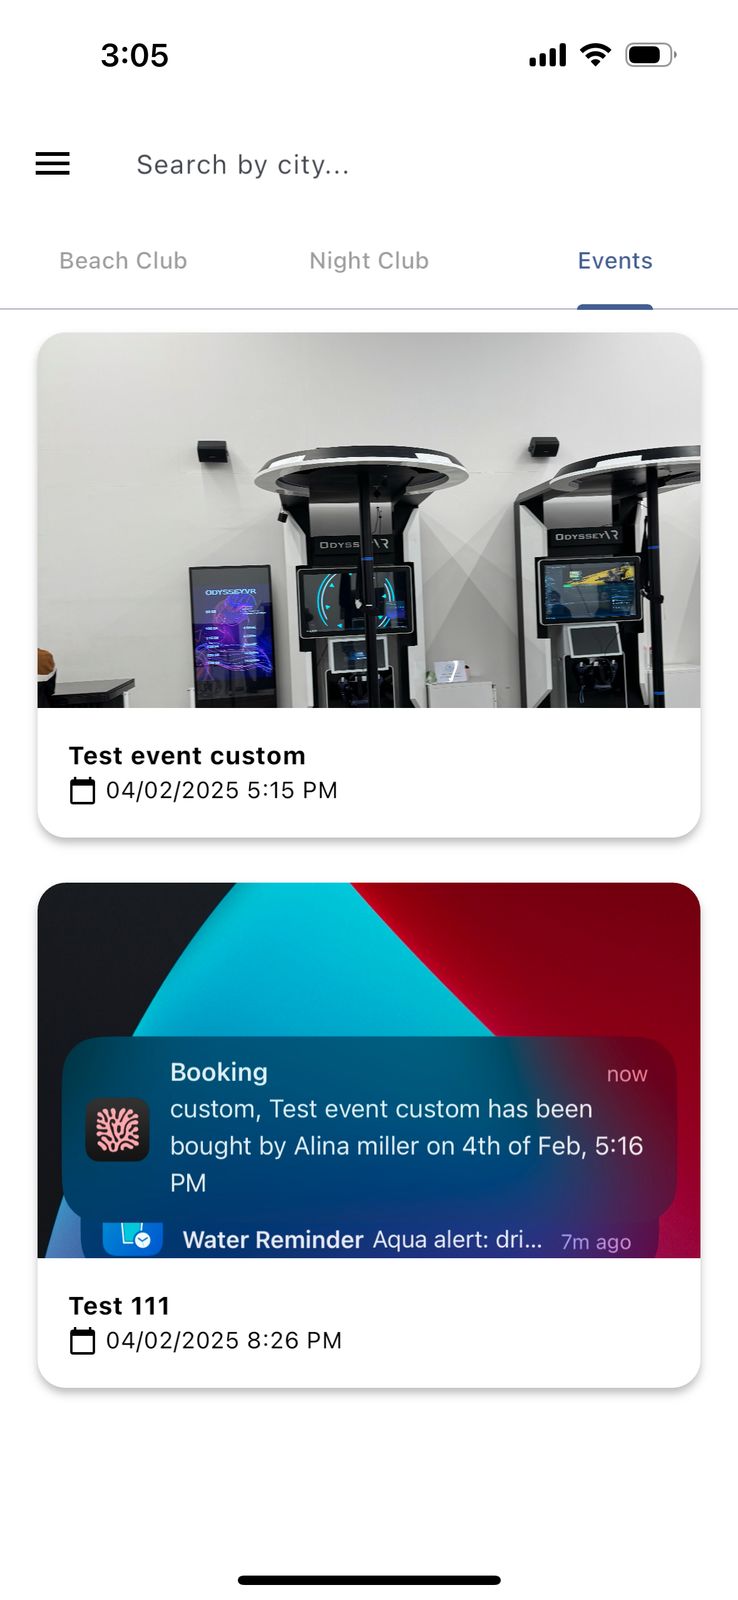 3:05
Search by city...
Beach Club
Night Club
Events
ODYSSEYVR
ODYSSEYVR
Test event custom
04/02/2025 5:15 PM
Booking
now
custom, Test event custom has been
bought by Alina miller on 4th of Feb, 5:16
PM
Water Reminder Aqua alert: dri... 7m ago
Test 111
04/02/2025 8:26 PM